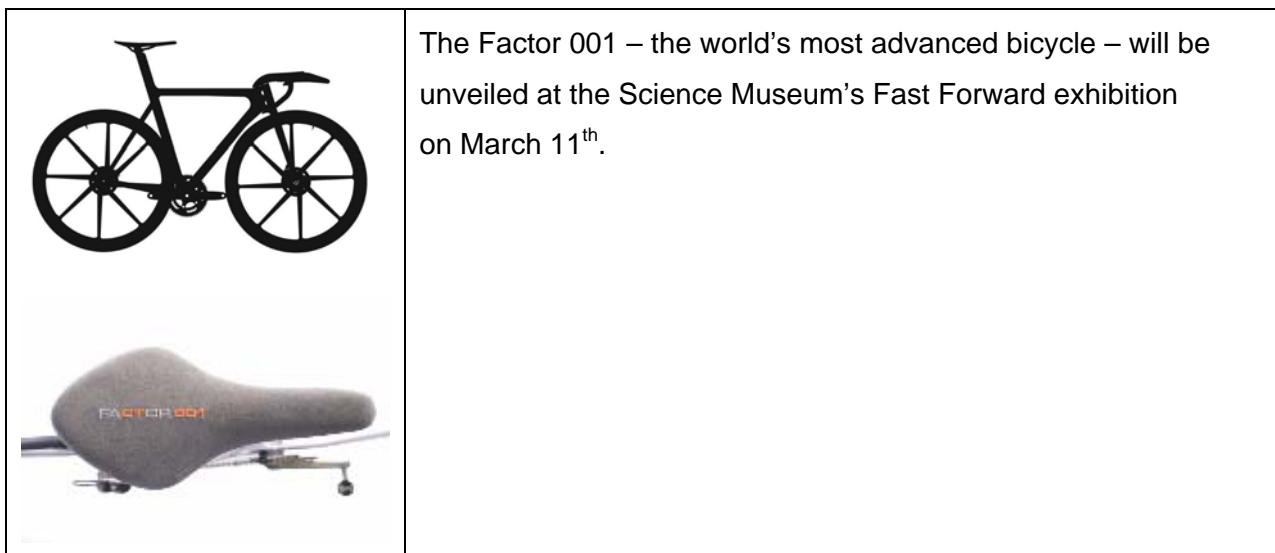 The Factor 001 – the world's most advanced bicycle – will be
unveiled at the Science Museum's Fast Forward exhibition
on March 11th.
FACTOR 001